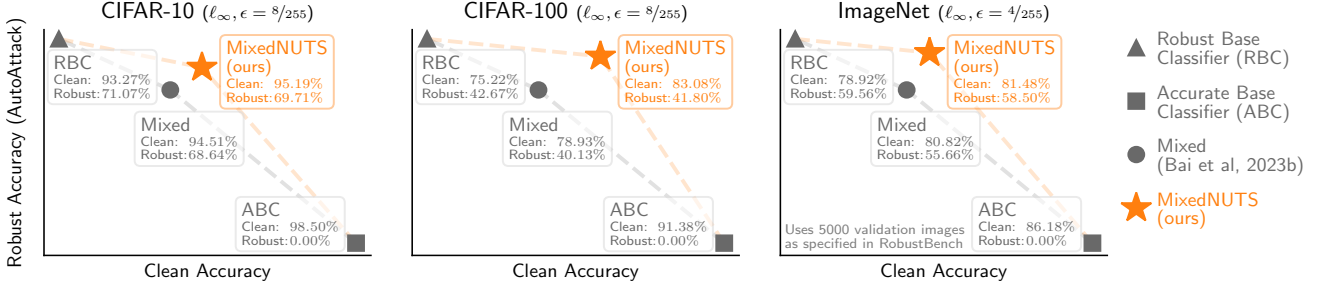 CIFAR-10 (ℓ∞, ϵ = 8/255)
Robust Accuracy (AutoAttack)
RBC
Clean: 93.27%
Robust:71.07%
MixedNUTS
(ours)
Clean: 95.19%
Robust:69.71%
Mixed
Clean: 94.51%
Robust:68.64%
ABC
Clean: 98.50%
Robust:0.00%
Clean Accuracy
CIFAR-100 (ℓ∞, ϵ = 8/255)
RBC
Clean: 75.22%
Robust:42.67%
MixedNUTS
(ours)
Clean: 83.08%
Robust:41.80%
Mixed
Clean: 78.93%
Robust:40.13%
ABC
Clean: 91.38%
Robust:0.00%
Clean Accuracy
ImageNet (ℓ∞, ϵ = 4/255)
RBC
Clean: 78.92%
Robust:59.56%
MixedNUTS
(ours)
Clean: 81.48%
Robust:58.50%
Mixed
Clean: 80.82%
Robust:55.66%
ABC
Clean: 86.18%
Robust:0.00%
Uses 5000 validation images
as specified in RobustBench
Clean Accuracy
Robust Base
Classifier (RBC)
Accurate Base
Classifier (ABC)
Mixed
(Bai et al, 2023b)
MixedNUTS
(ours)